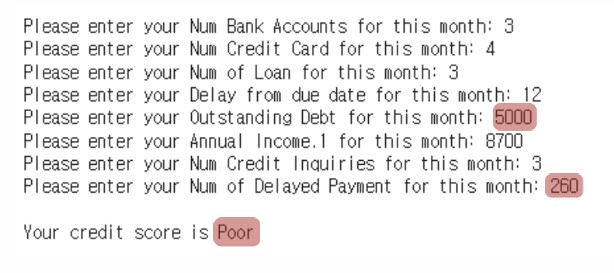 Please enter your Num Bank Accounts for this month: 3
Please enter your Num Credit Card for this month: 4
Please enter your Num of Loan for this month: 3
Please enter your Delay from due date for this month: 12
Please enter your Outstanding Debt for this month: 5000
Please enter your Annual Income.1 for this month: 8700
Please enter your Num Credit Inquiries for this month: 3
Please enter your Num of Delayed Payment for this month: 260
Your credit score is Poor